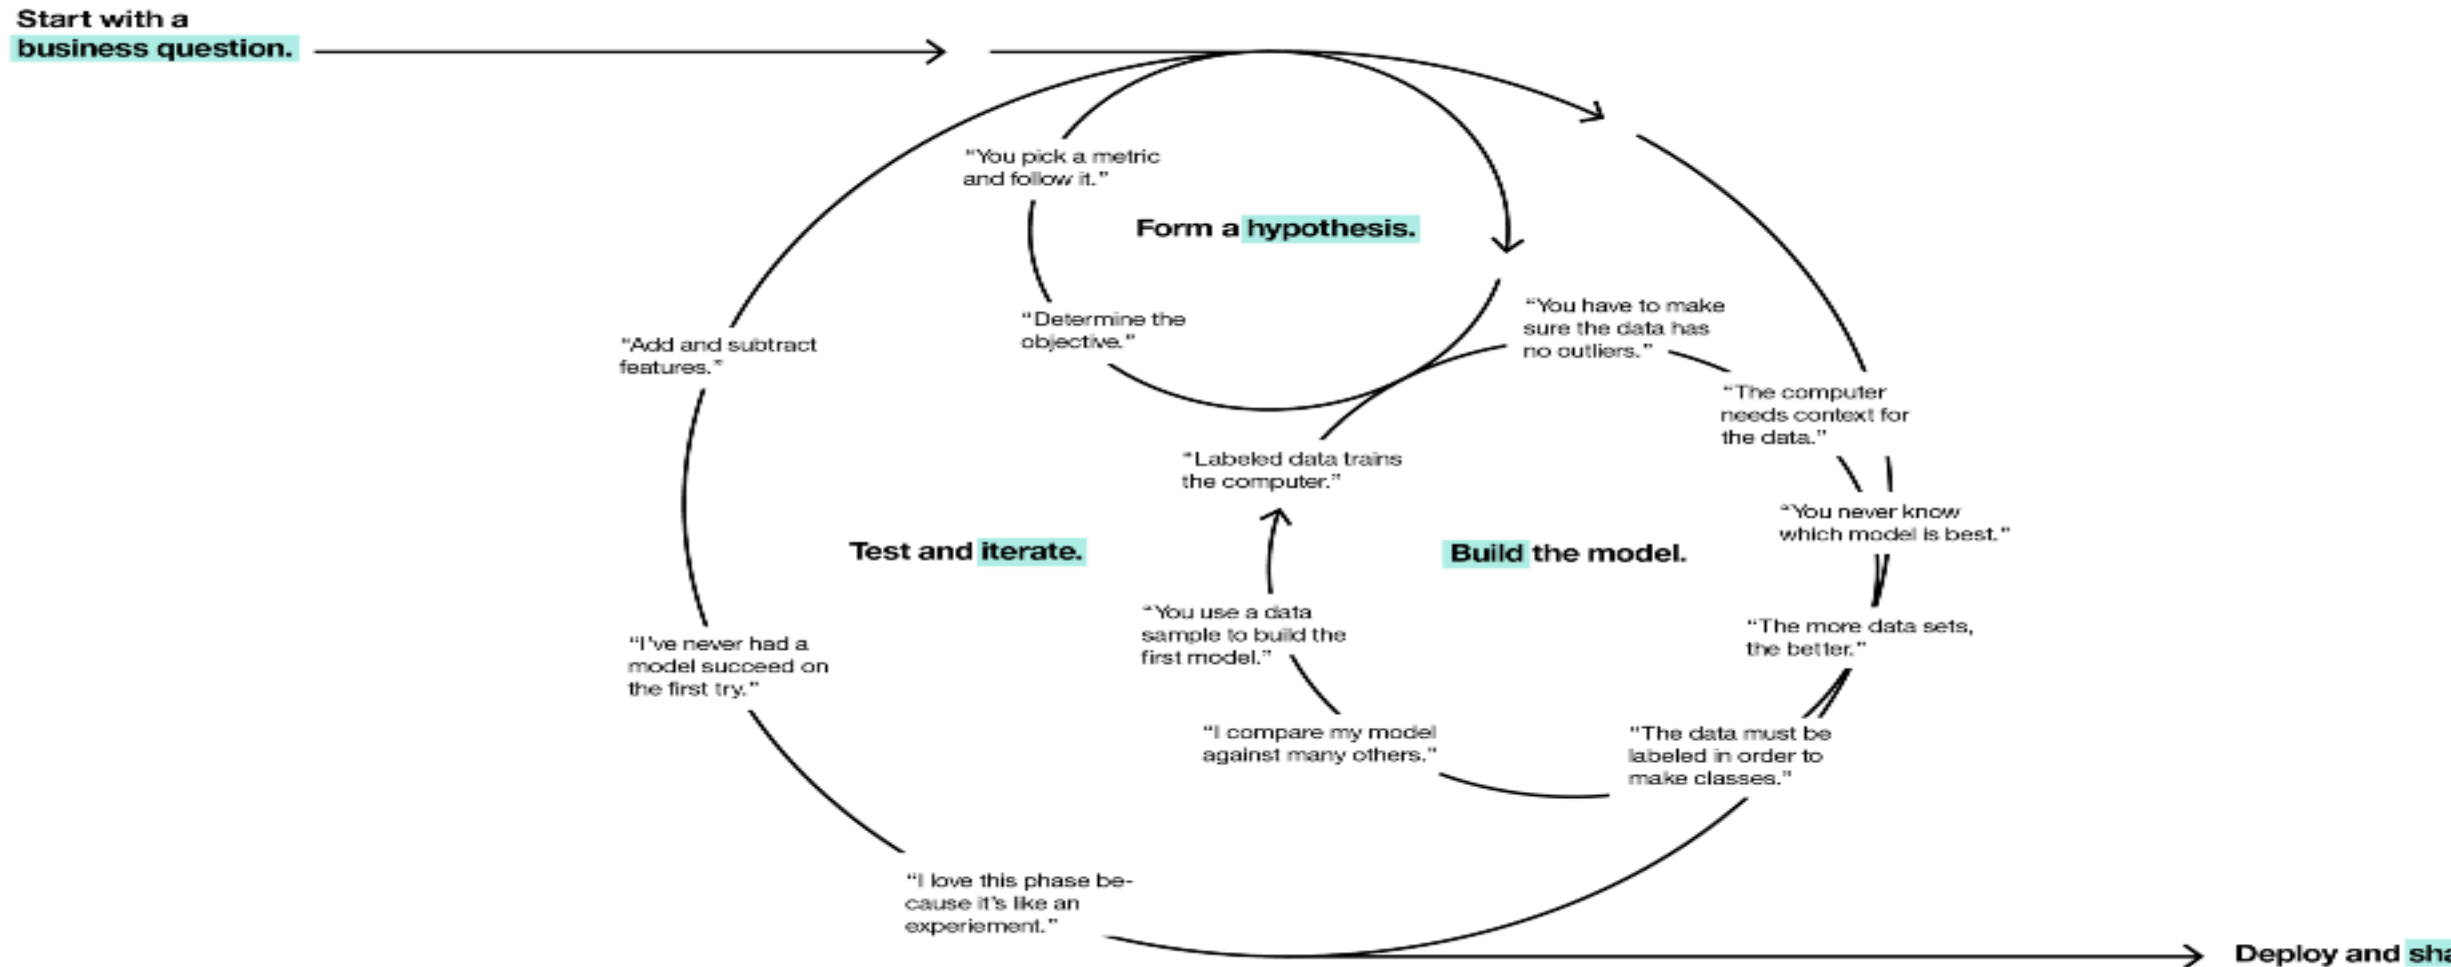 Start with a
business question.
“You pick a metric
and follow it.”
Form a hypothesis.
“Determine the
objective.”
“You have to make
sure the data has
no outliers.”
“Add and subtract
features.”
“The computer
needs context for
the data.”
“Labeled data trains
the computer.”
“You never know
which model is best.”
Test and iterate.
Build the model.
“You use a data
sample to build the
first model.”
“The more data sets,
the better.”
“I’ve never had a
model succeed on
the first try.”
“I compare my model
against many others.”
“The data must be
labeled in order to
make classes.”
“I love this phase be-
cause it’s like an
experiement.”
Deploy and